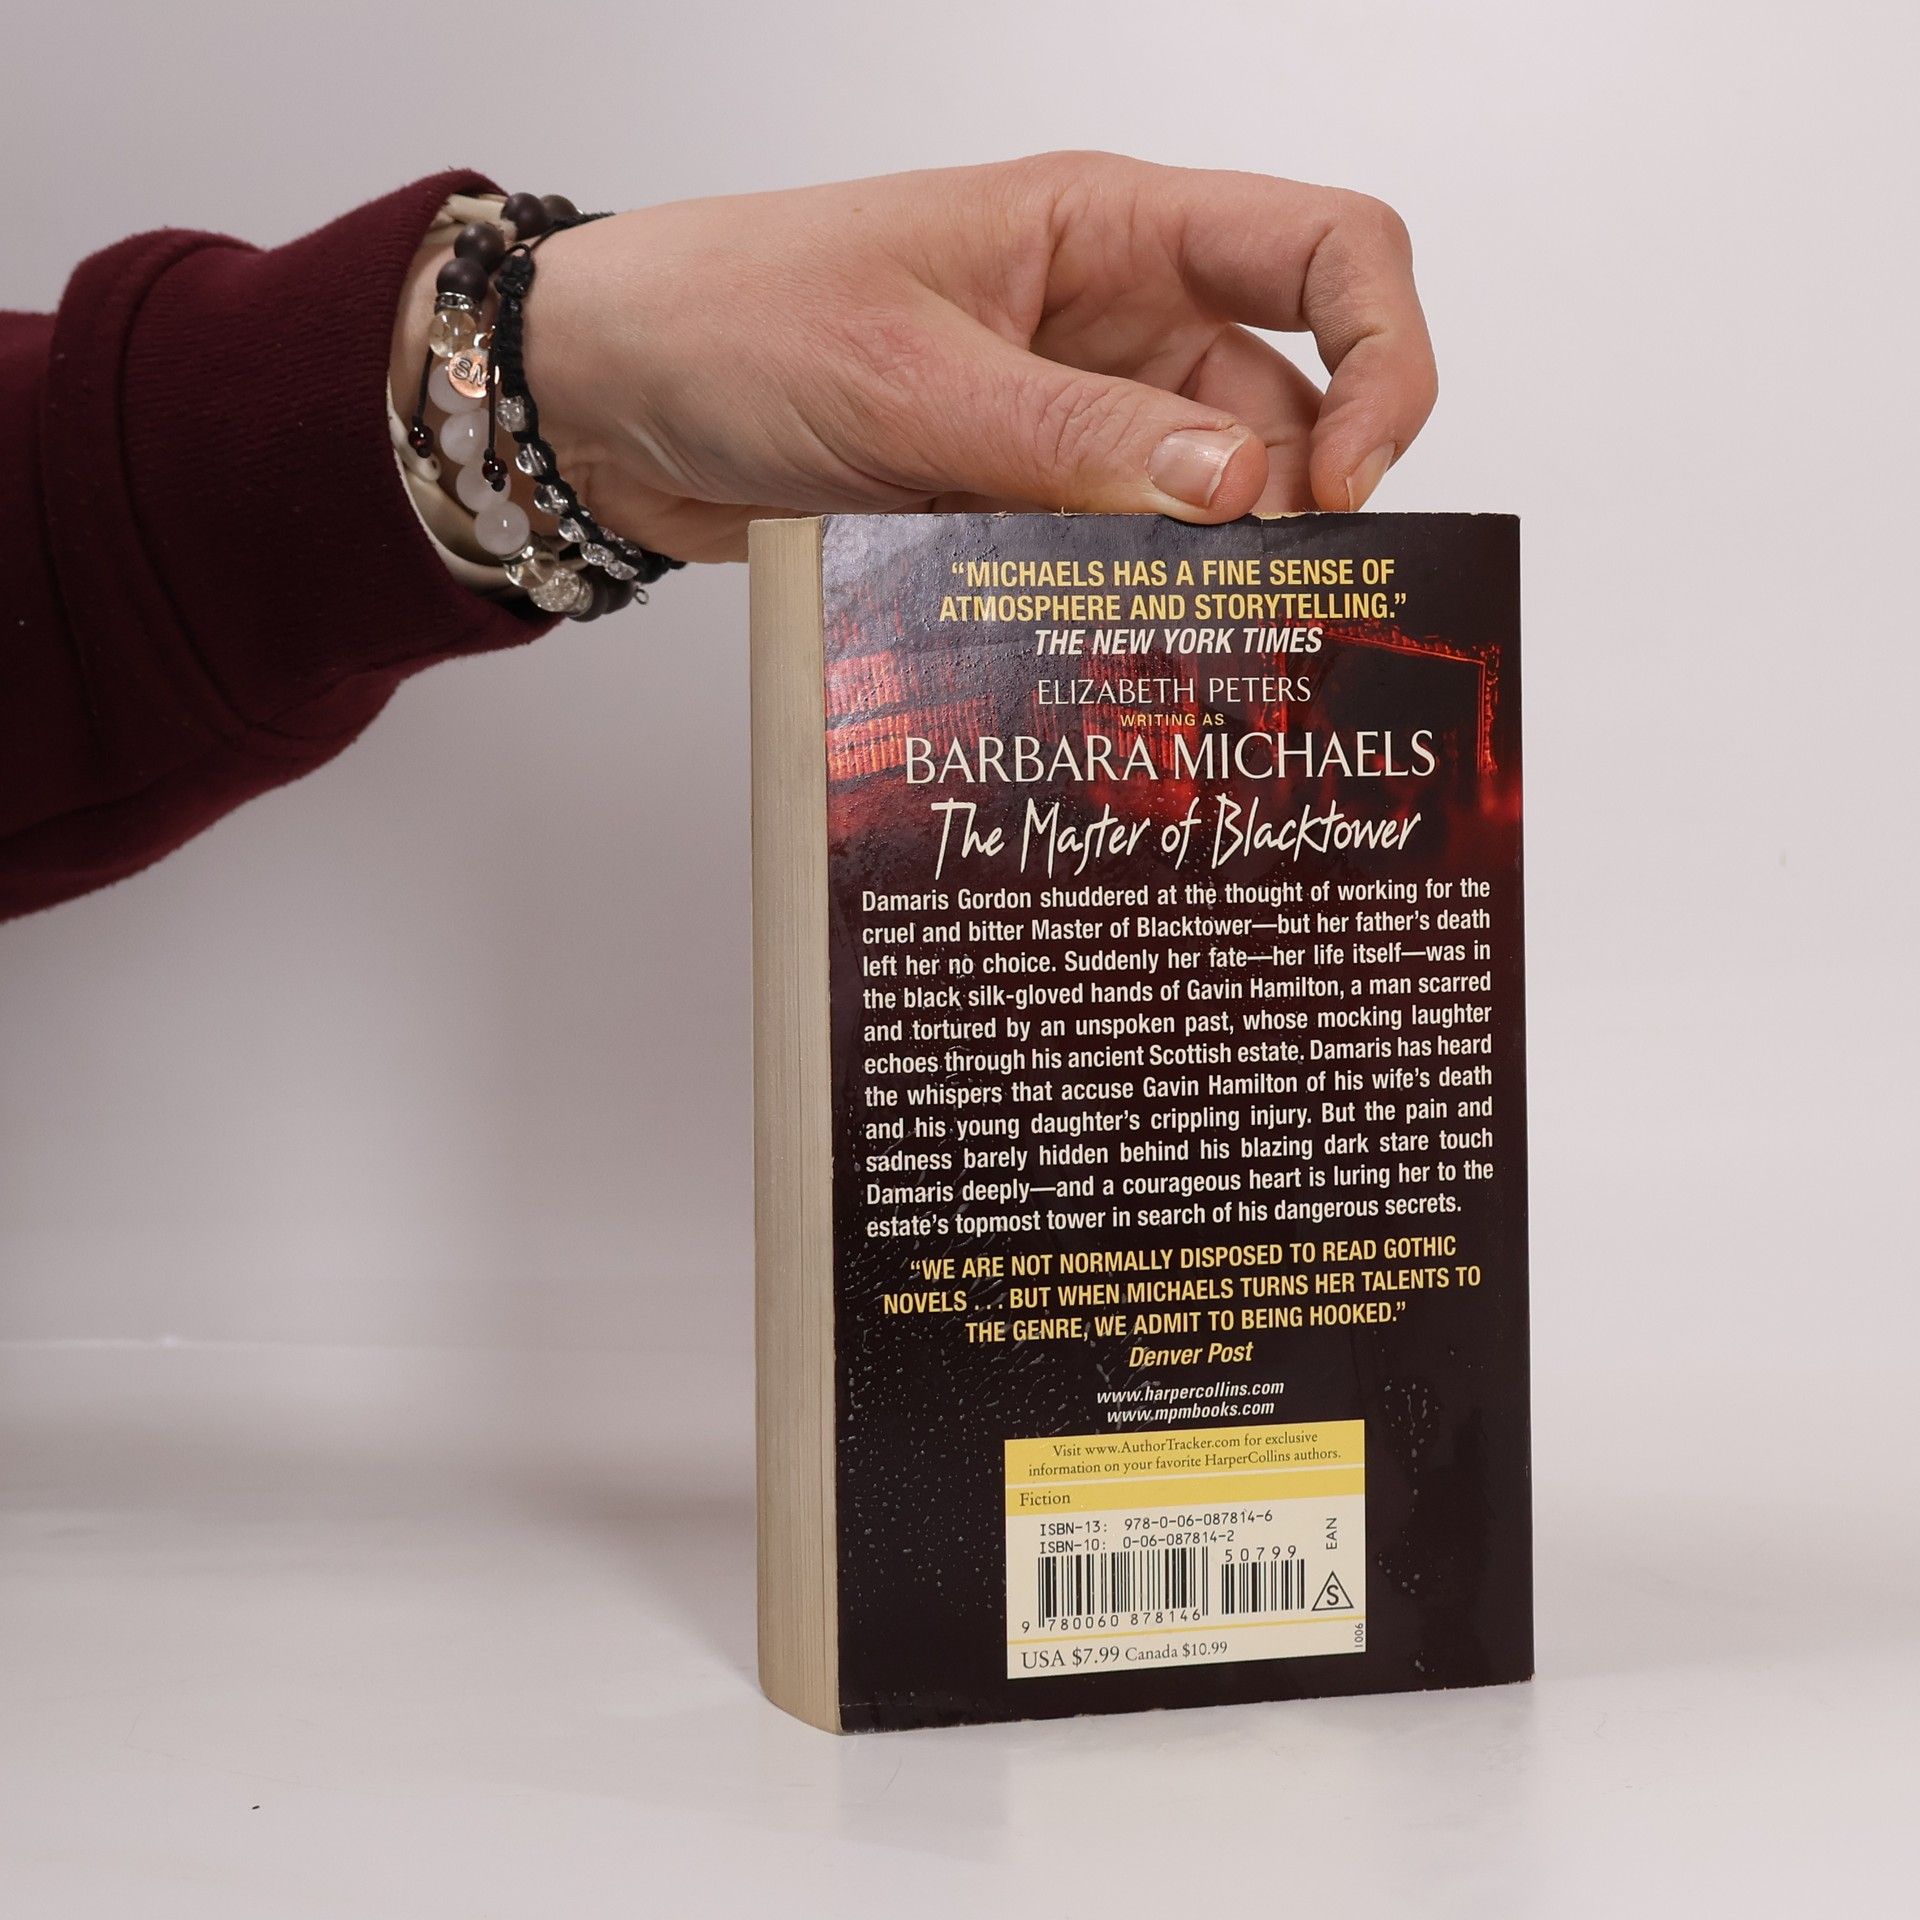 SN
“MICHAELS HAS A FINE SENSE OF
ATMOSPHERE AND STORYTELLING.”
THE NEW YORK TIMES
ELIZABETH PETERS
WRITING AS
BARBARA MICHAELS
The Master of Blacktower
Damaris Gordon shuddered at the thought of working for the
cruel and bitter Master of Blacktower—but her father’s death
left her no choice. Suddenly her fate—her life itself—was in
the black silk-gloved hands of Gavin Hamilton, a man scarred
and tortured by an unspoken past, whose mocking laughter
echoes through his ancient Scottish estate. Damaris has heard
the whispers that accuse Gavin Hamilton of his wife’s death
and his young daughter’s crippling injury. But the pain and
sadness barely hidden behind his blazing dark stare touch
Damaris deeply—and a courageous heart is luring her to the
estate’s topmost tower in search of his dangerous secrets.
“WE ARE NOT NORMALLY DISPOSED TO READ GOTHIC
NOVELS . . . BUT WHEN MICHAELS TURNS HER TALENTS TO
THE GENRE, WE ADMIT TO BEING HOOKED.”
Denver Post
www.harpercollins.com
www.mpmbooks.com
Visit www.AuthorTracker.com for exclusive
information on your favorite HarperCollins authors.
Fiction
ISBN-13: 978-0-06-087814-6
ISBN-10: 0-06-087814-2
50799
EAN
S
9 780060 878146
1006
USA $7.99 Canada $10.99